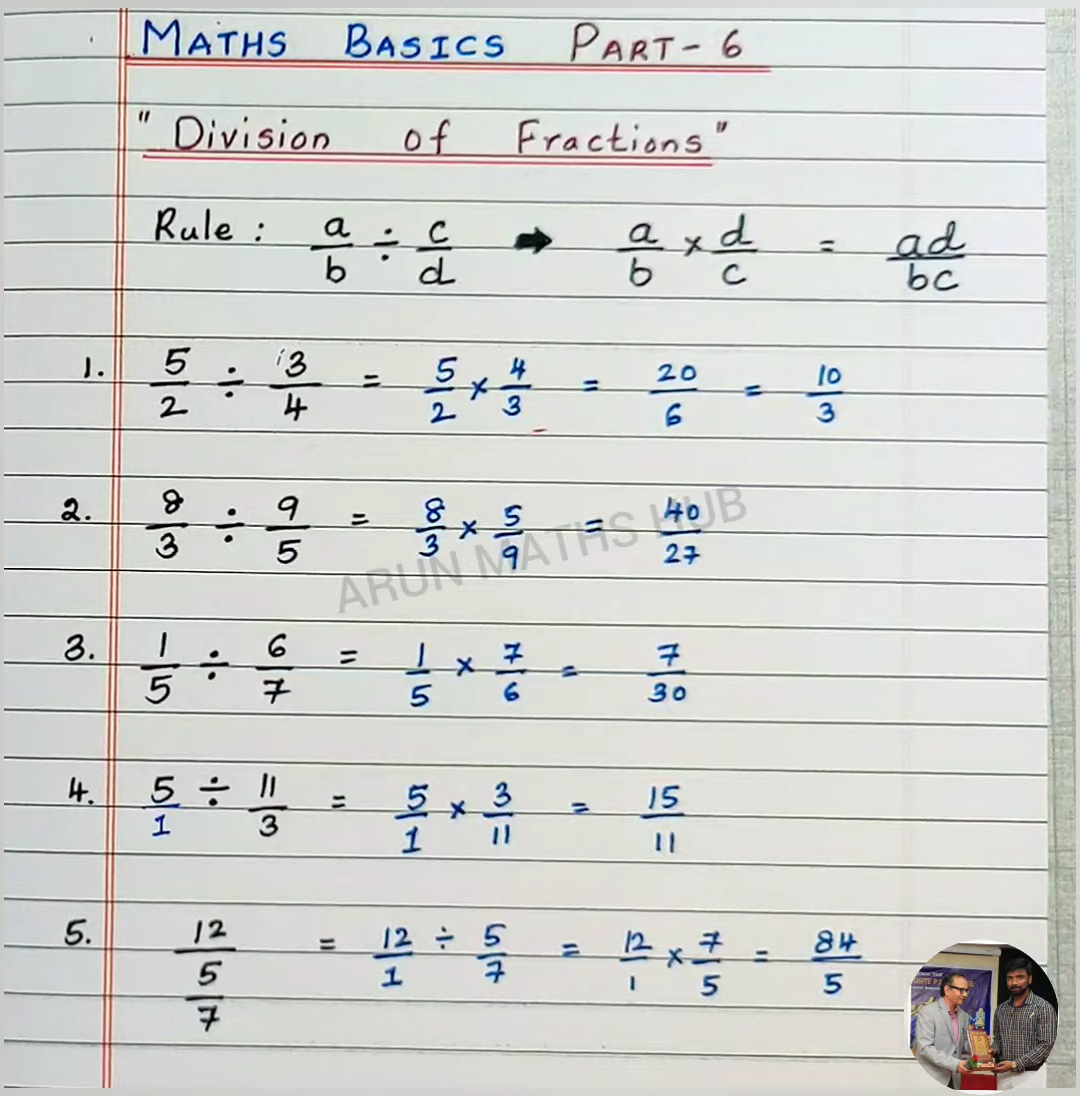 MATHS BASICS PART-6
"Division of Fractions"
Rule: a/b ÷ c/d ➡ a/b × d/c = ad/bc
1. 5/2 ÷ 3/4 = 5/2 × 4/3 = 20/6 = 10/3
2. 8/3 ÷ 9/5 = 8/3 × 5/9 = 40/27
ARUN MATHS HUB
3. 1/5 ÷ 6/7 = 1/5 × 7/6 = 7/30
4. 5/1 ÷ 11/3 = 5/1 × 3/11 = 15/11
5. 12/(5/7) = 12/1 ÷ 5/7 = 12/1 × 7/5 = 84/5